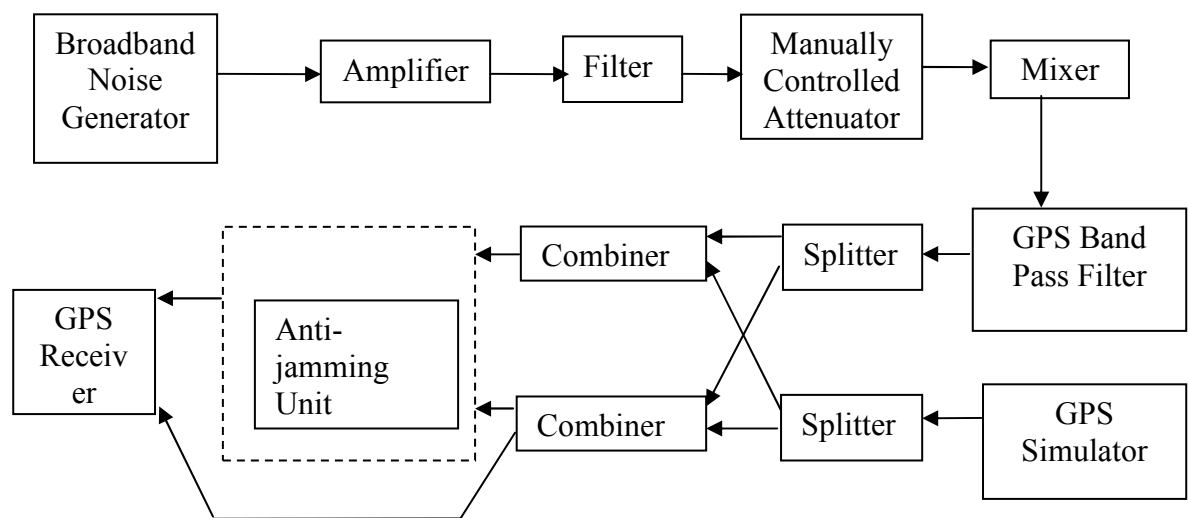 Broadband
Noise
Generator
Amplifier
Filter
Manually
Controlled
Attenuator
Mixer
GPS Band
Pass Filter
Splitter
Combiner
Anti-
jamming
Unit
GPS
Receiv
er
Combiner
Splitter
GPS
Simulator